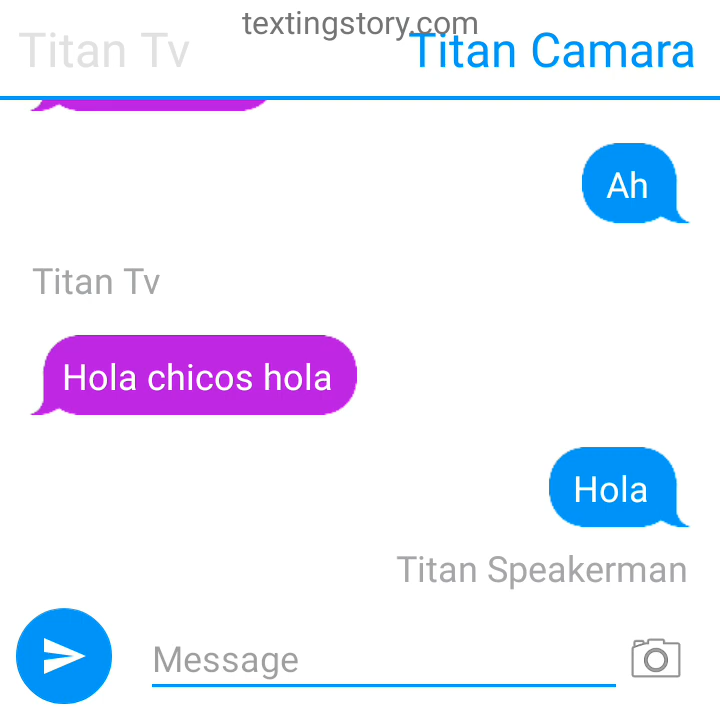 textingstory.com
Titan Tv
Titan Camara
Ah
Titan Tv
Hola chicos hola
Hola
Titan Speakerman
Message